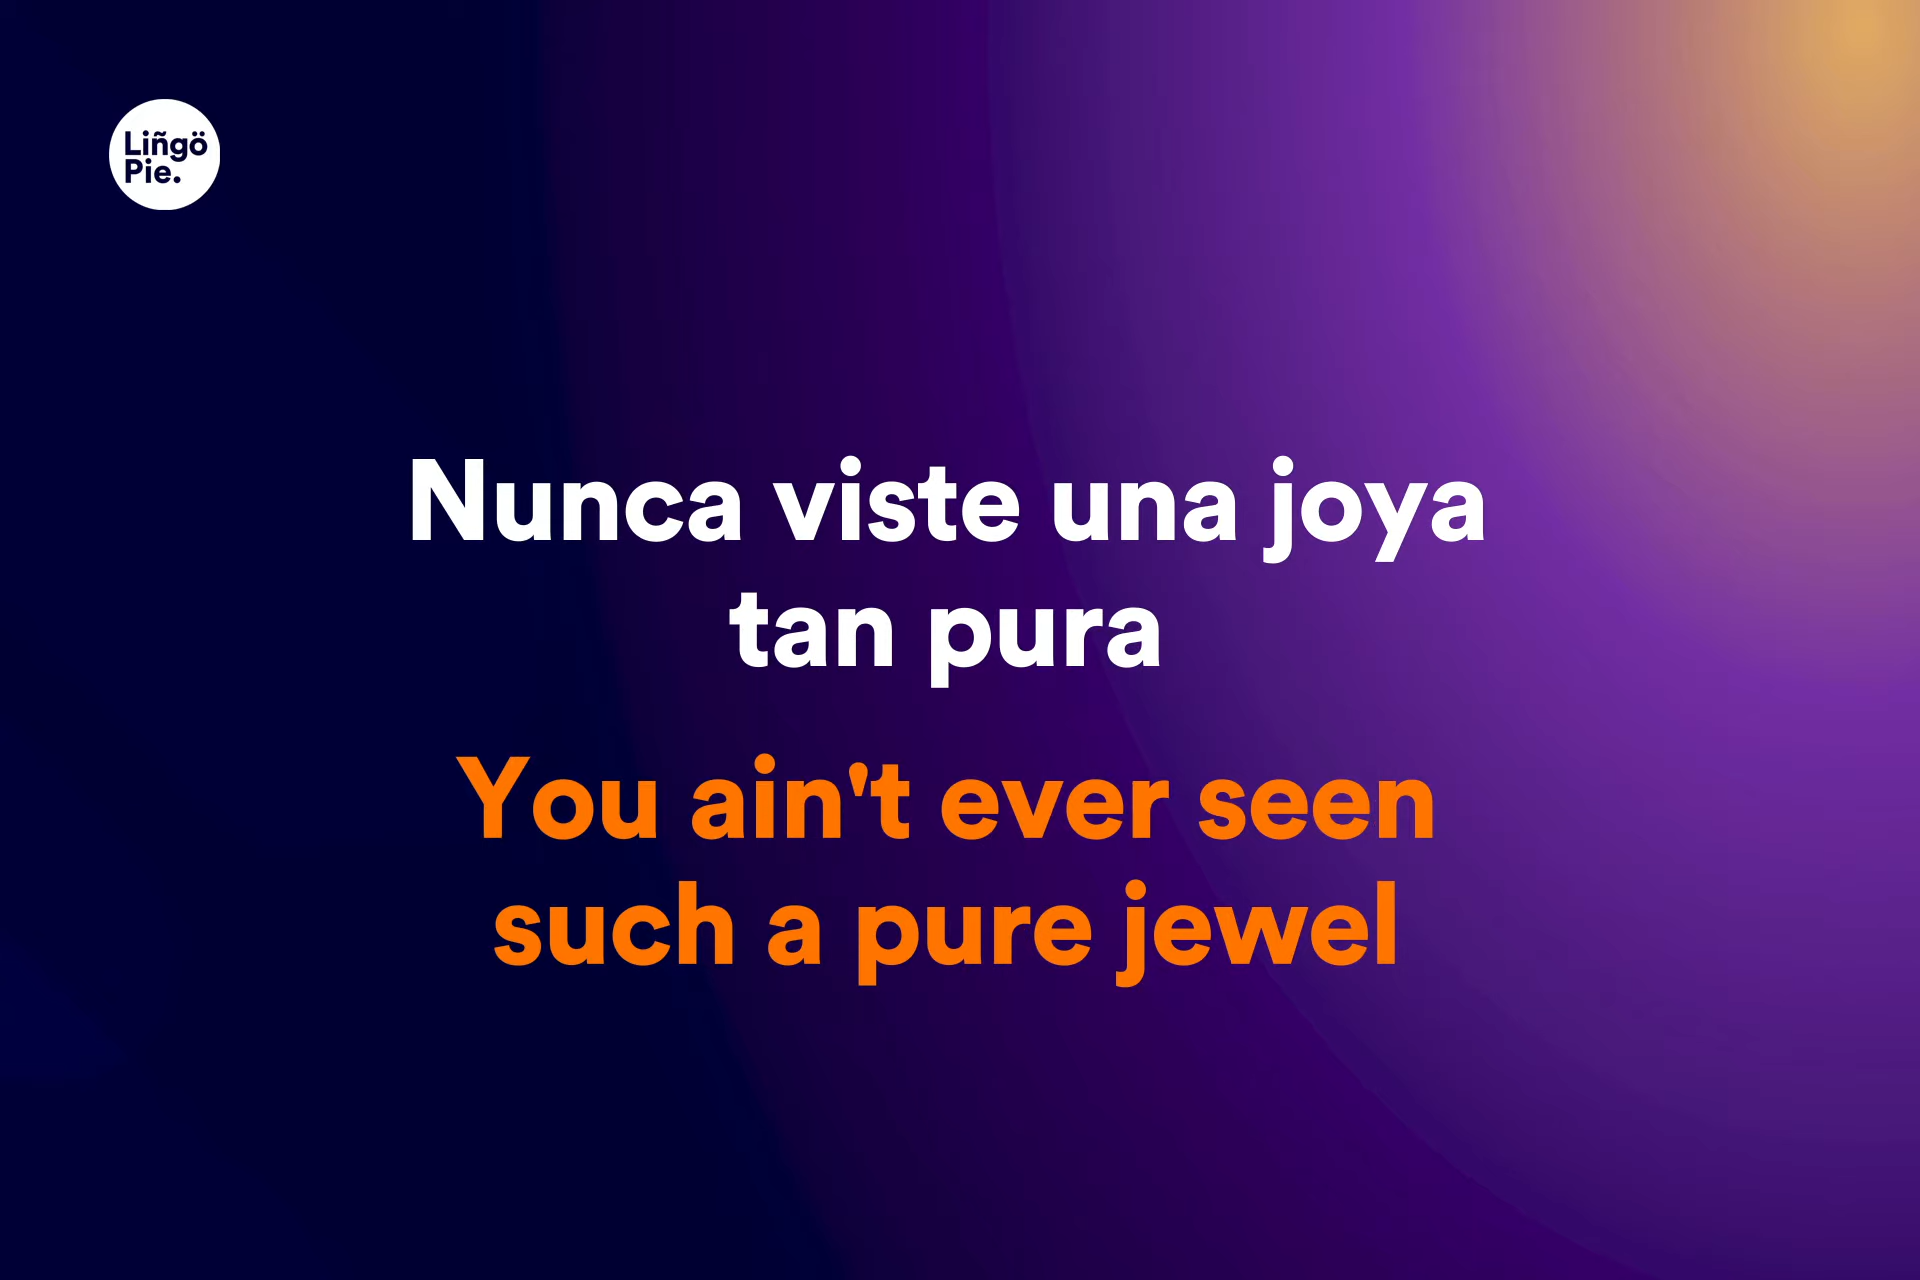 Liñgö
Pie.
Nunca viste una joya
tan pura
You ain't ever seen
such a pure jewel